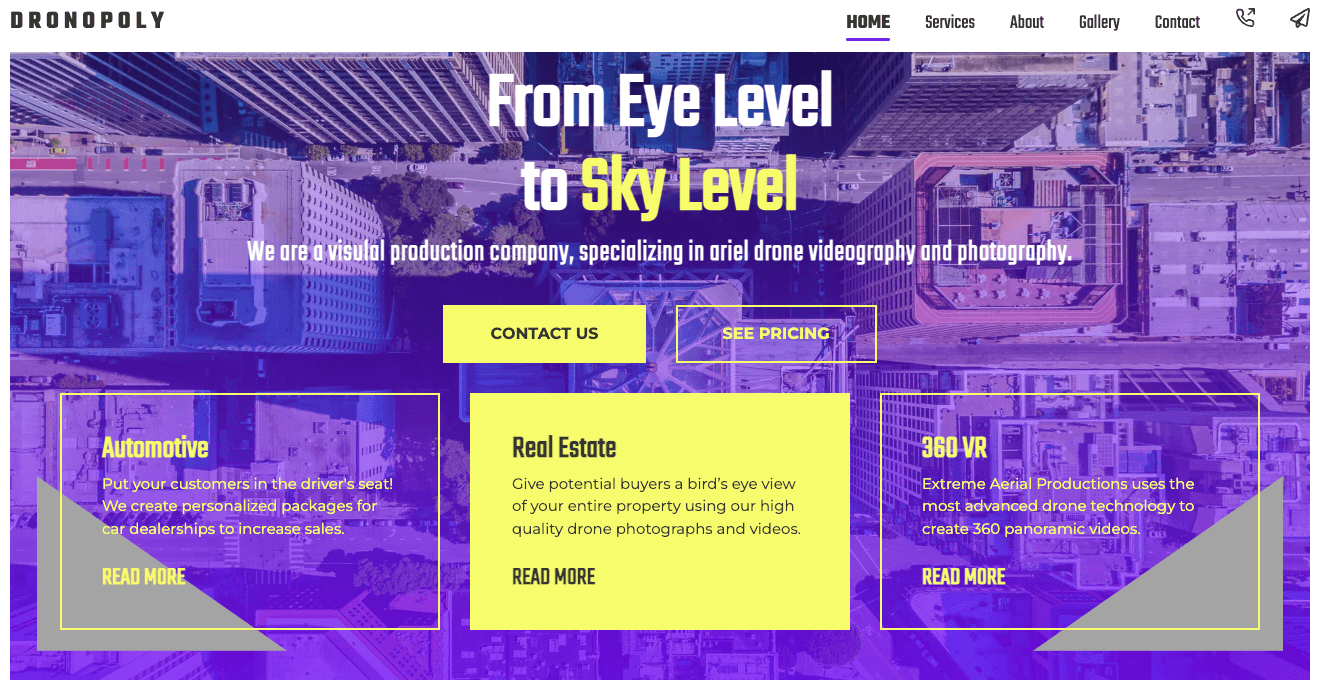 DRONOPOLY
HOME Services About Gallery Contact
From Eye Level
to Sky Level
We are a visulal production company, specializing in ariel drone videography and photography.
CONTACT US
SEE PRICING
Automotive
Put your customers in the driver's seat!
We create personalized packages for
car dealerships to increase sales.
READ MORE
Real Estate
Give potential buyers a bird’s eye view
of your entire property using our high
quality drone photographs and videos.
READ MORE
360 VR
Extreme Aerial Productions uses the
most advanced drone technology to
create 360 panoramic videos.
READ MORE